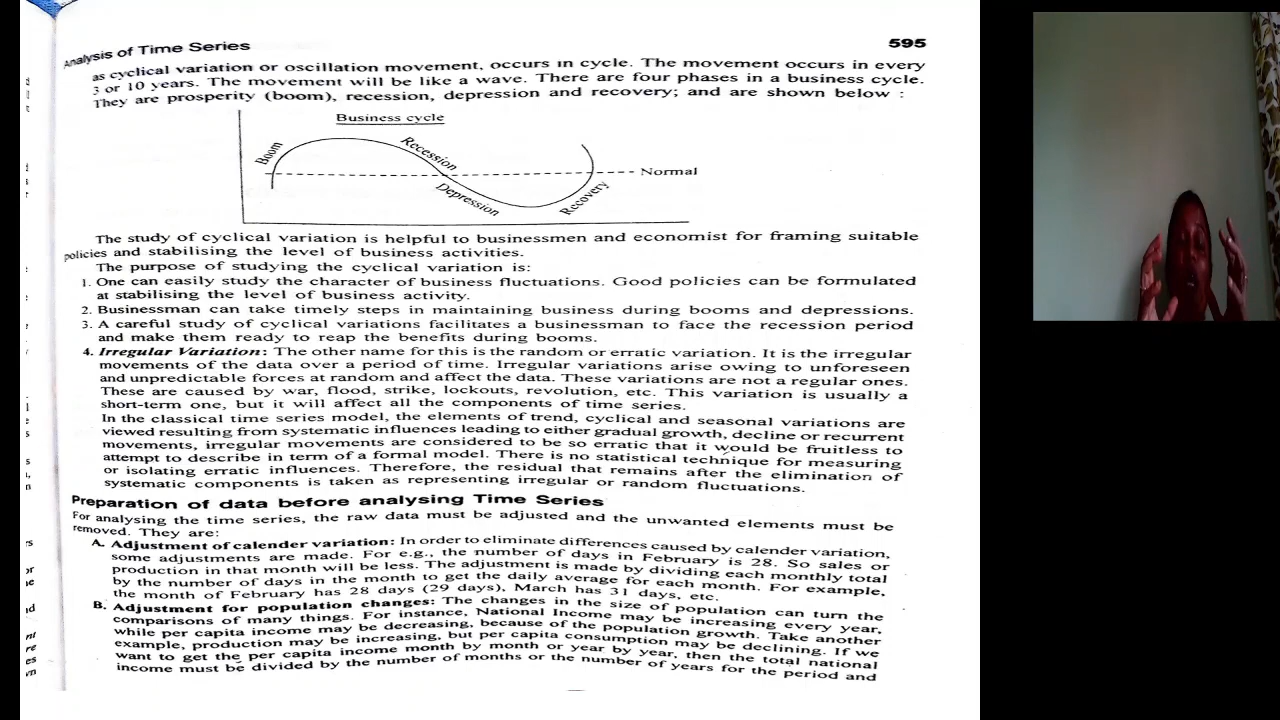 Analysis of Time Series
595
as cyclical variation or oscillation movement, occurs in cycle. The movement occurs in every
3 or 10 years. The movement will be like a wave. There are four phases in a business cycle.
They are prosperity (boom), recession, depression and recovery; and are shown below :
Business cycle
Boom
Recession
Normal
Depression
Recovery
The study of cyclical variation is helpful to businessmen and economist for framing suitable
policies and stabilising the level of business activities.
The purpose of studying the cyclical variation is:
1. One can easily study the character of business fluctuations. Good policies can be formulated
at stabilising the level of business activity.
2. Businessman can take timely steps in maintaining business during booms and depressions.
3. A careful study of cyclical variations facilitates a businessman to face the recession period
and make them ready to reap the benefits during booms.
4. Irregular Variation: The other name for this is the random or erratic variation. It is the irregular
movements of the data over a period of time. Irregular variations arise owing to unforeseen
and unpredictable forces at random and affect the data. These variations are not a regular ones.
These are caused by war, flood, strike, lockouts, revolution, etc. This variation is usually a
short-term one, but it will affect all the components of time series.
In the classical time series model, the elements of trend, cyclical and seasonal variations are
viewed resulting from systematic influences leading to either gradual growth, decline or recurrent
movements, irregular movements are considered to be so erratic that it would be fruitless to
attempt to describe in term of a formal model. There is no statistical technique for measuring
or isolating erratic influences. Therefore, the residual that remains after the elimination of
systematic components is taken as representing irregular or random fluctuations.
Preparation of data before analysing Time Series
For analysing the time series, the raw data must be adjusted and the unwanted elements must be
removed. They are:
A. Adjustment of calender variation: In order to eliminate differences caused by calender variation,
some adjustments are made. For e.g., the number of days in February is 28. So sales or
production in that month will be less. The adjustment is made by dividing each monthly total
by the number of days in the month to get the daily average for each month. For example,
the month of February has 28 days (29 days), March has 31 days, etc.
B. Adjustment for population changes: The changes in the size of population can turn the
comparisons of many things. For instance, National Income may be increasing every year,
while per capita income may be decreasing, because of the population growth. Take another
example, production may be increasing, but per capita consumption may be declining. If we
want to get the per capita income month by month or year by year, then the total national
income must be divided by the number of months or the number of years for the period and